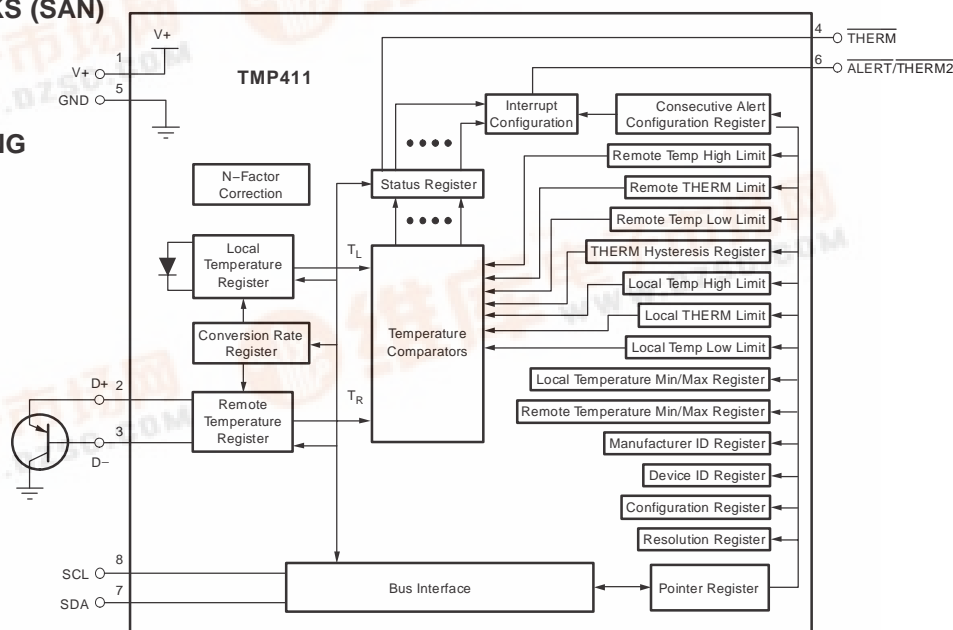 KS (SAN)
NG
TMP411
V+
1
V+
5
GND
4
THERM
6
ALERT/THERM2
Interrupt
Configuration
Consecutive Alert
Configuration Register
Remote Temp High Limit
N−Factor
Correction
Status Register
Remote THERM Limit
Remote Temp Low Limit
Local
Temperature
Register
TL
THERM Hysteresis Register
Local Temp High Limit
Local THERM Limit
Conversion Rate
Register
Temperature
Comparators
Local Temp Low Limit
Local Temperature Min/Max Register
D+
2
Remote
Temperature
Register
TR
Remote Temperature Min/Max Register
3
D−
Manufacturer ID Register
Device ID Register
Configuration Register
Resolution Register
8
SCL
7
SDA
Bus Interface
Pointer Register